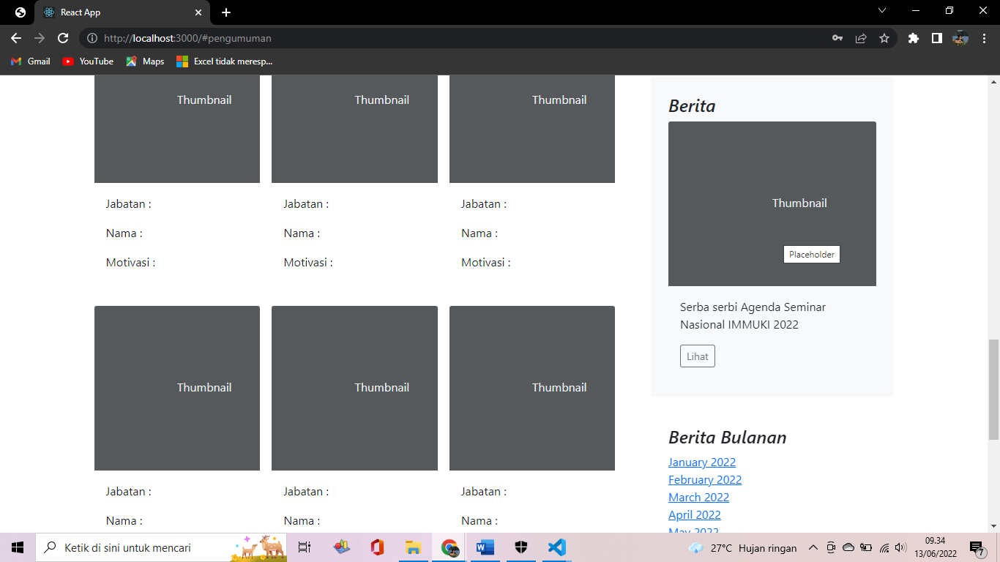 React App
http://localhost:3000/#pengumuman
Gmail
YouTube
Maps
Excel tidak meresp...
Thumbnail Thumbnail Thumbnail
Jabatan : Jabatan : Jabatan :
Nama : Nama : Nama :
Motivasi : Motivasi : Motivasi :
Thumbnail Thumbnail Thumbnail
Jabatan : Jabatan : Jabatan :
Nama : Nama : Nama :
Berita
Thumbnail
Placeholder
Serba serbi Agenda Seminar
Nasional IMMUKI 2022
Lihat
Berita Bulanan
January 2022
February 2022
March 2022
April 2022
May 2022
Ketik di sini untuk mencari
27°C Hujan ringan
09.34
13/06/2022
7